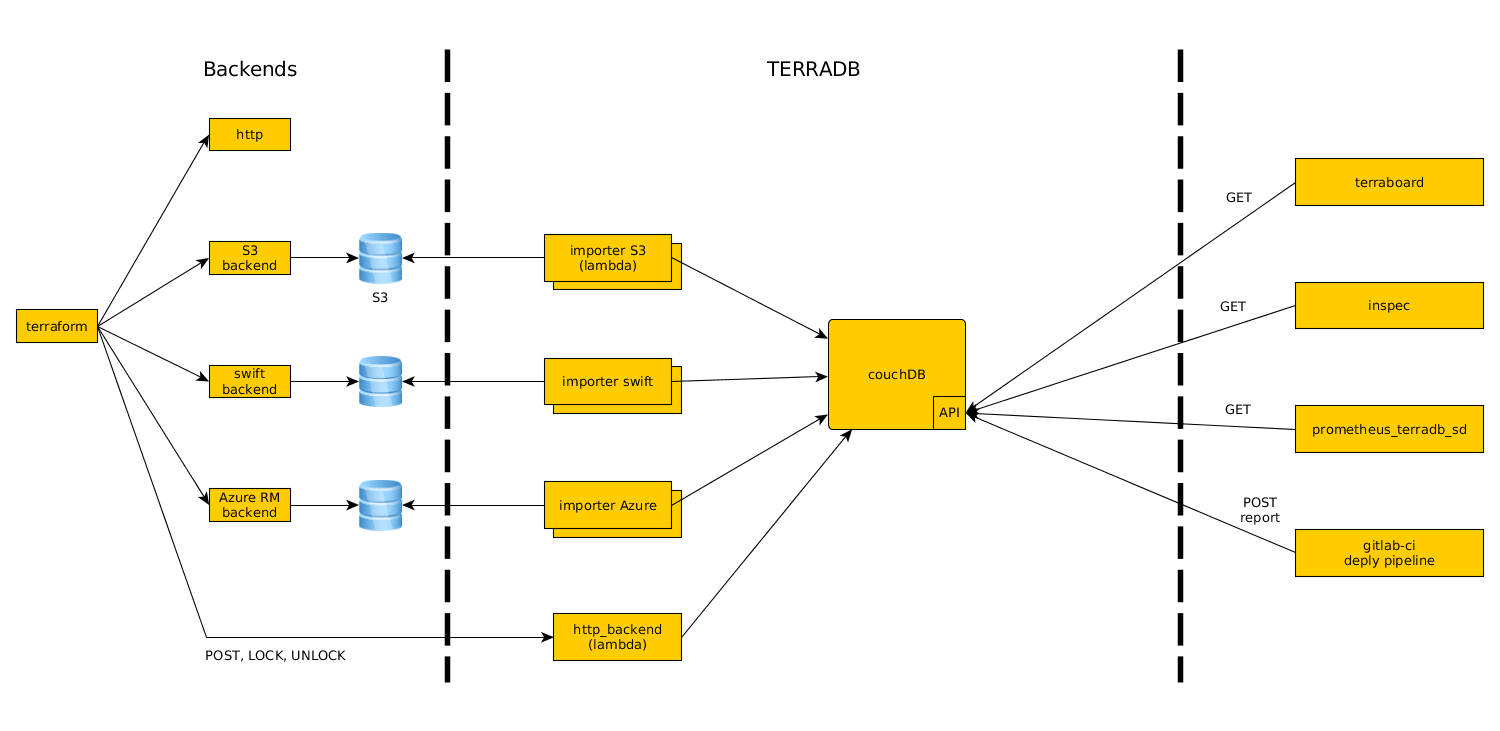 Backends
TERRADB
http
terraboard
GET
S3
backend
S3
importer S3
(lambda)
terraform
inspec
GET
swift
backend
importer swift
couchDB
API
GET
prometheus_terradb_sd
Azure RM
backend
importer Azure
POST
report
gitlab-ci
deply pipeline
http_backend
(lambda)
POST, LOCK, UNLOCK